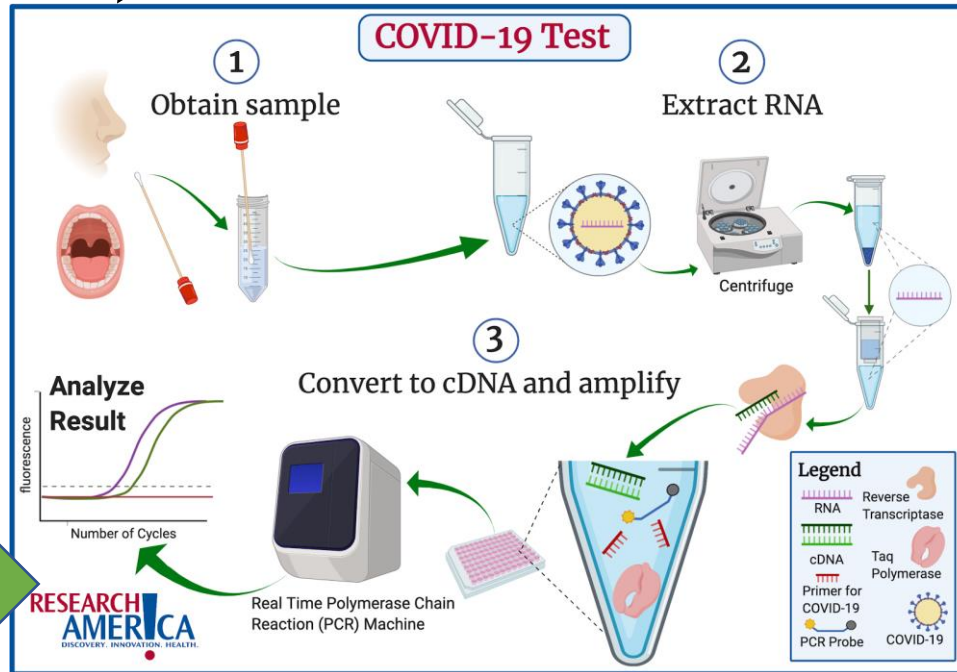 COVID-19 Test
1
Obtain sample
2
Extract RNA
Centrifuge
3
Convert to cDNA and amplify
Analyze
Result
fluorescence
Number of Cycles
Real Time Polymerase Chain
Reaction (PCR) Machine
Legend
RNA
Reverse
Transcriptase
cDNA
Taq
Polymerase
Primer for
COVID-19
PCR Probe
COVID-19
RESEARCH
AMERICA
DISCOVERY. INNOVATION. HEALTH.